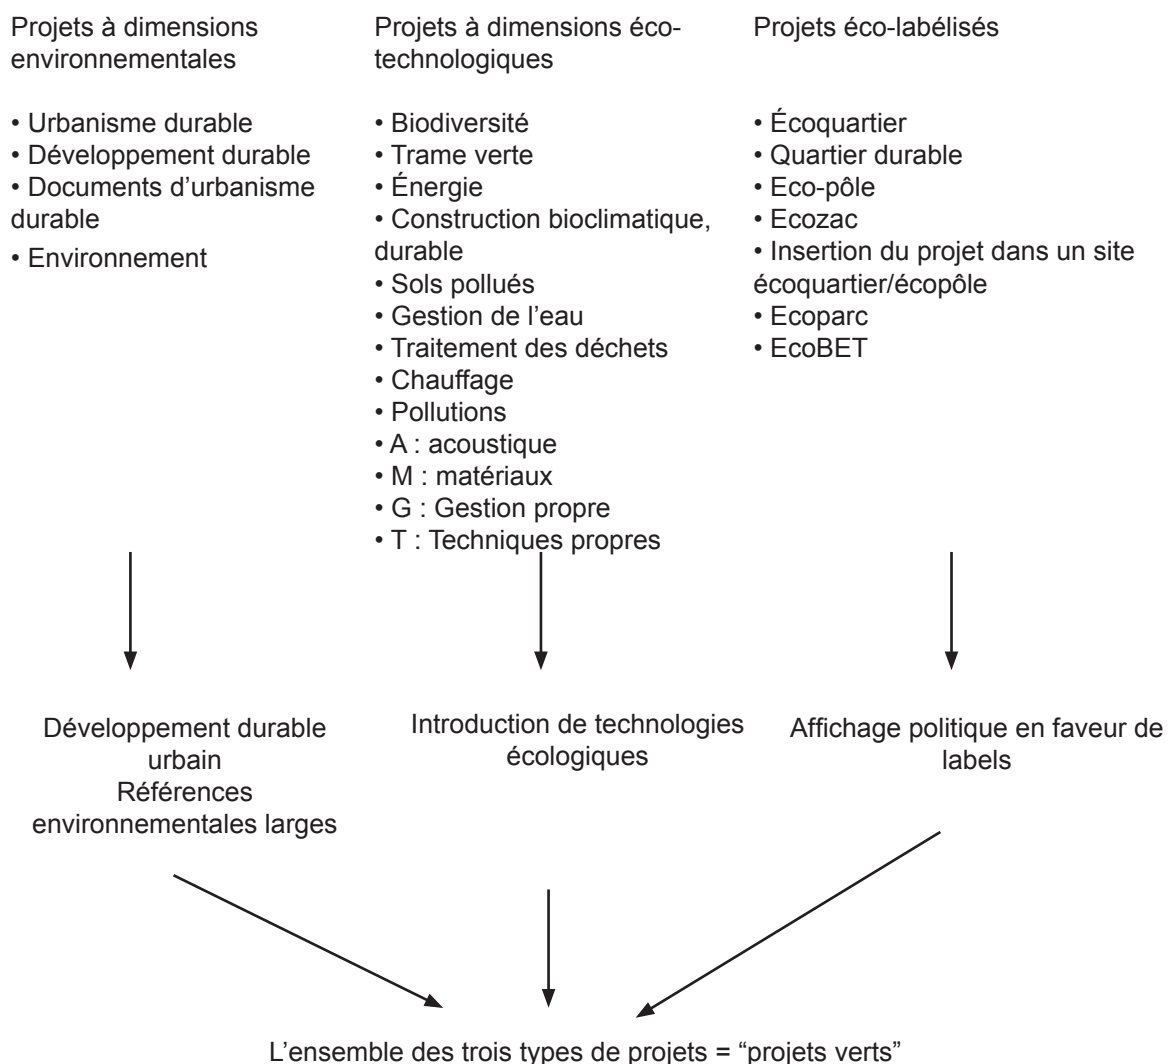 Projets à dimensions
environnementales
• Urbanisme durable
• Développement durable
• Documents d’urbanisme
durable
• Environnement
Projets à dimensions éco-
technologiques
• Biodiversité
• Trame verte
• Énergie
• Construction bioclimatique,
durable
• Sols pollués
• Gestion de l’eau
• Traitement des déchets
• Chauffage
• Pollutions
• A : acoustique
• M : matériaux
• G : Gestion propre
• T : Techniques propres
Projets éco-labélisés
• Écoquartier
• Quartier durable
• Eco-pôle
• Ecozac
• Insertion du projet dans un site
écoquartier/écopôle
• Ecoparc
• EcoBET
Développement durable
urbain
Références
environnementales larges
Introduction de technologies
écologiques
Affichage politique en faveur de
labels
L’ensemble des trois types de projets = “projets verts”